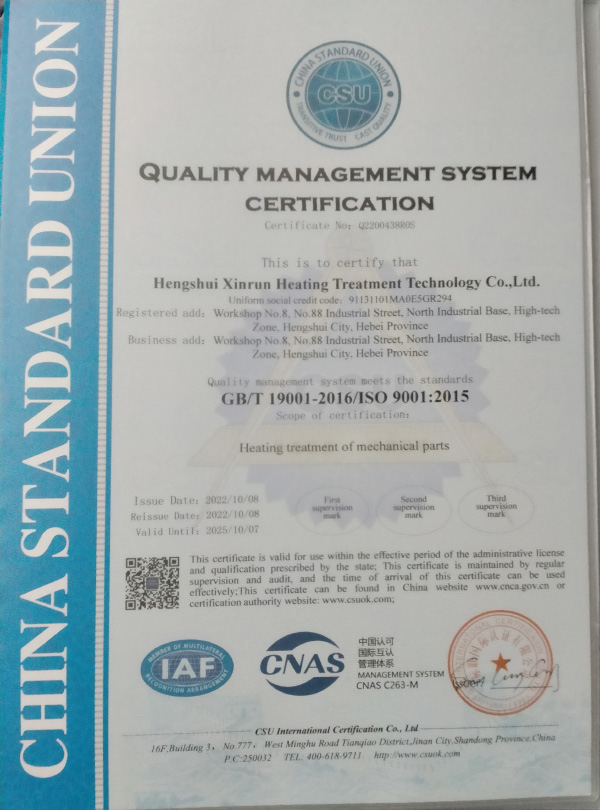 CHINA STANDARD UNION
CHINA STANDARD UNION
CSU
TRANSITIVE TRUST CAST QUALITY
QUALITY MANAGEMENT SYSTEM
CERTIFICATION
Certificate No: Q2200438R0S
This is to certify that
Hengshui Xinrun Heating Treatment Technology Co.,Ltd.
Uniform social credit code: 91131101MA0E5GR294
Registered add: Workshop No.8, No.88 Industrial Street, North Industrial Base, High-tech
Zone, Hengshui City, Hebei Province
Business add: Workshop No.8, No.88 Industrial Street, North Industrial Base, High-tech
Zone, Hengshui City, Hebei Province
Quality management system meets the standards
GB/T 19001-2016/ISO 9001:2015
Scope of certification:
Heating treatment of mechanical parts
Issue Date: 2022/10/08
Reissue Date: 2022/10/08
Valid Until: 2025/10/07
First
supervision
mark
Second
supervision
mark
Third
supervision
mark
This certificate is valid for use within the effective period of the administrative license
and qualification prescribed by the state; This certificate is maintained by regular
supervision and audit, and the time of arrival of this certificate can be used
effectively;This certificate can be found in China website www.cnca.gov.cn or
certification authority website: www.csuok.com;
MEMBER OF MULTILATERAL
IAF
RECOGNITION ARRANGEMENT
CNAS
中国认可
国际互认
管理体系
MANAGEMENT SYSTEM
CNAS C263-M
CSU International Certification Co., Ltd
16F,Building 3, No.777, West Minghu Road Tianqiao District,Jinan City,Shandong Province,China
P.C:250032 TEL: 400-618-9711 http://www.csuok.com